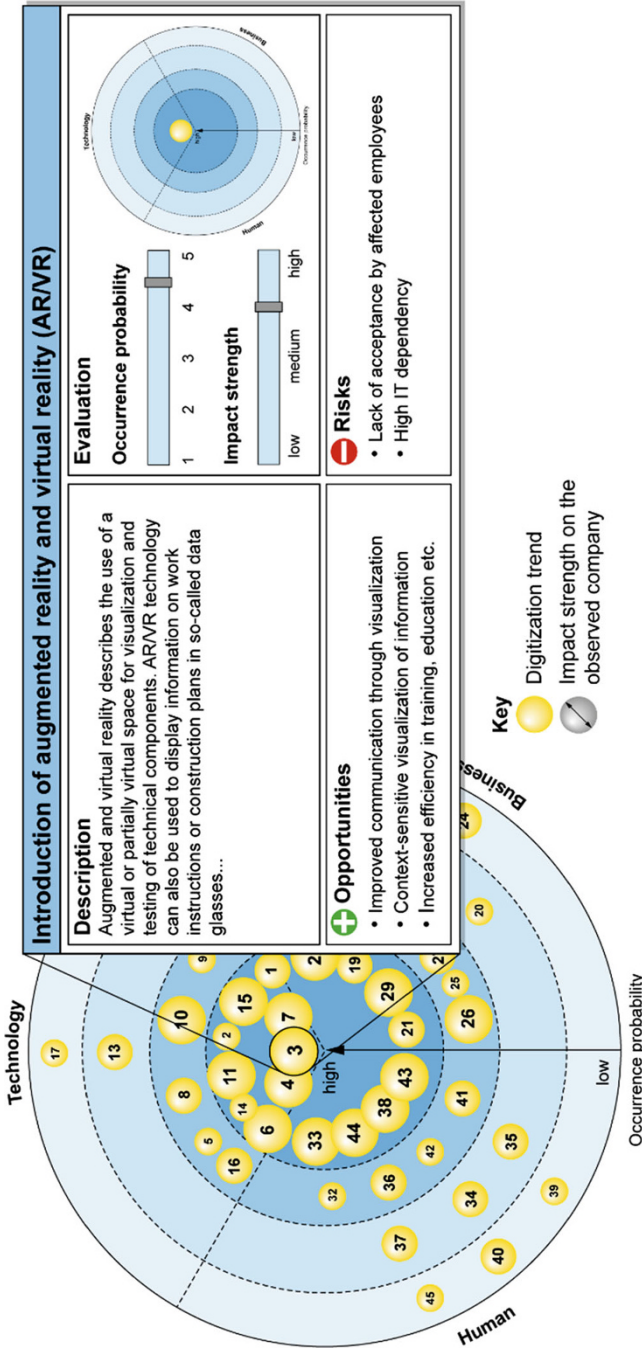 Introduction of augmented reality and virtual reality (AR/VR)
Description
Augmented and virtual reality describes the use of a
virtual or partially virtual space for visualization and
testing of technical components. AR/VR technology
can also be used to display information on work
instructions or construction plans in so-called data
glasses...
Evaluation
Occurrence probability
1 2 3 4 5
Impact strength
low medium high
Technology
Business
Human
high
low
Occurrence probability
Opportunities
• Improved communication through visualization
• Context-sensitive visualization of information
• Increased efficiency in training, education etc.
Risks
• Lack of acceptance by affected employees
• High IT dependency
Technology
17
13
10
9
8
2
15
1
11
7
5
14
16
4
3
6
high
33
44
38
43
21
29
19
32
36
42
41
26
25
20
24
37
34
35
45
40
39
low
Human
Business
Occurrence probability
Key
Digitization trend
Impact strength on the
observed company